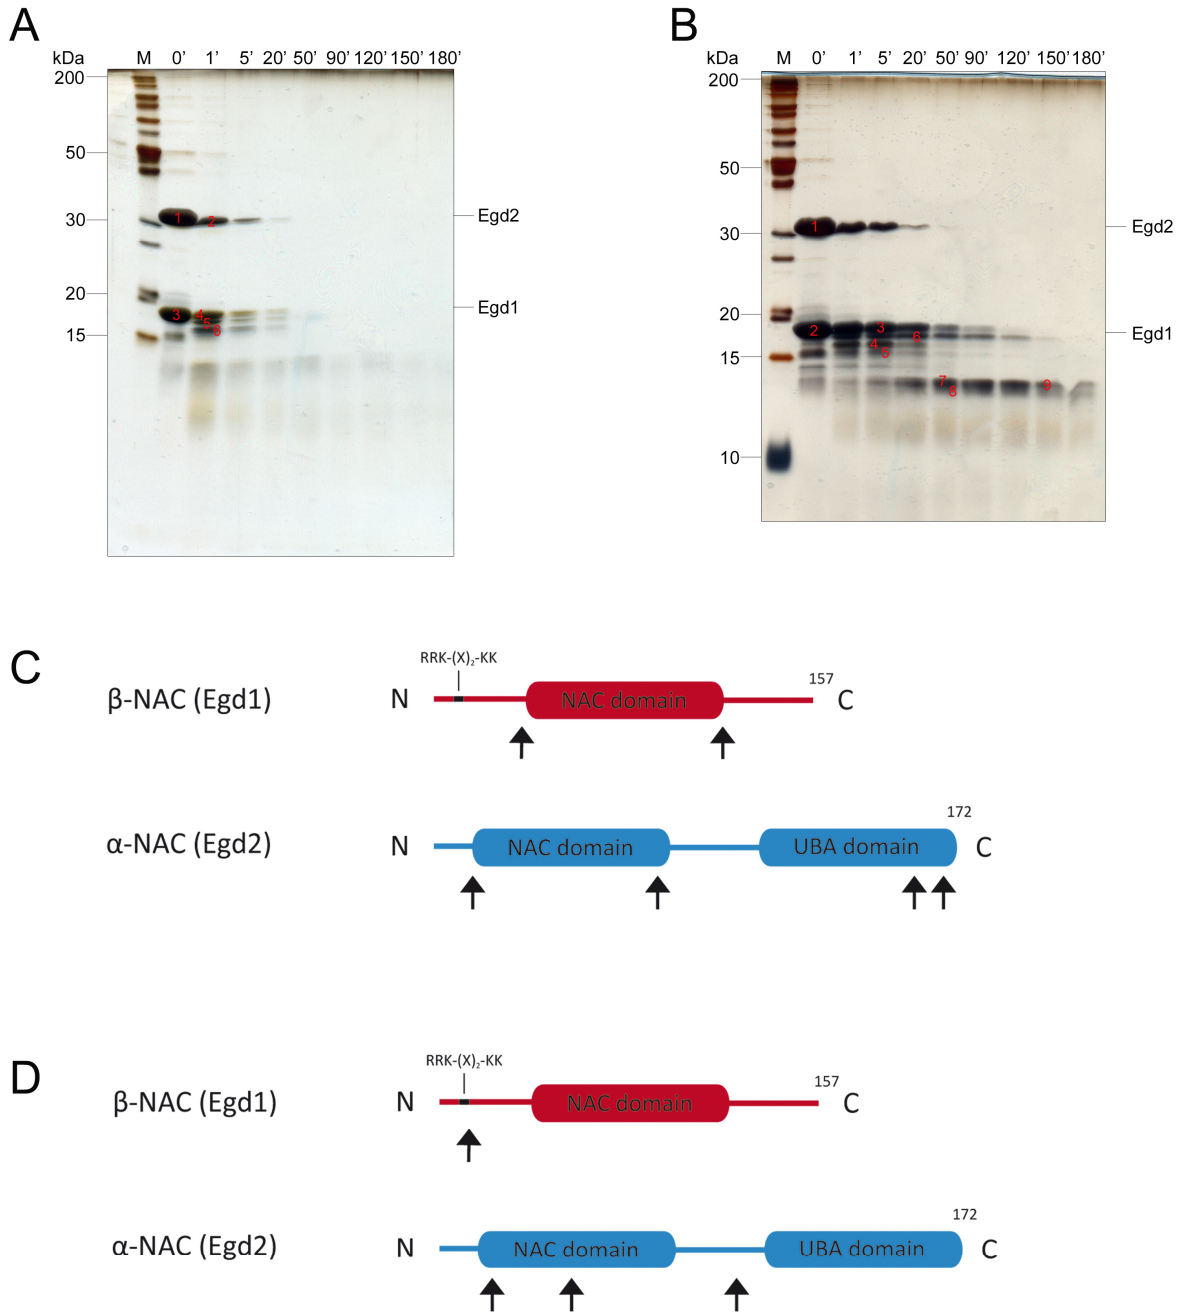 A
kDa M 0' 1' 5' 20' 50' 90' 120' 150' 180'
200
50
30
20
15
1 2
3 4 5 6
Egd2
Egd1
B
kDa M 0' 1' 5' 20' 50' 90' 120' 150' 180'
200
50
30
20
15
10
1
2 3 6
4
5
7 8 9
Egd2
Egd1
C
RRK-(X)₂-KK
β-NAC (Egd1) N NAC domain 157 C
α-NAC (Egd2) N NAC domain UBA domain 172 C
D
RRK-(X)₂-KK
β-NAC (Egd1) N NAC domain 157 C
α-NAC (Egd2) N NAC domain UBA domain 172 C